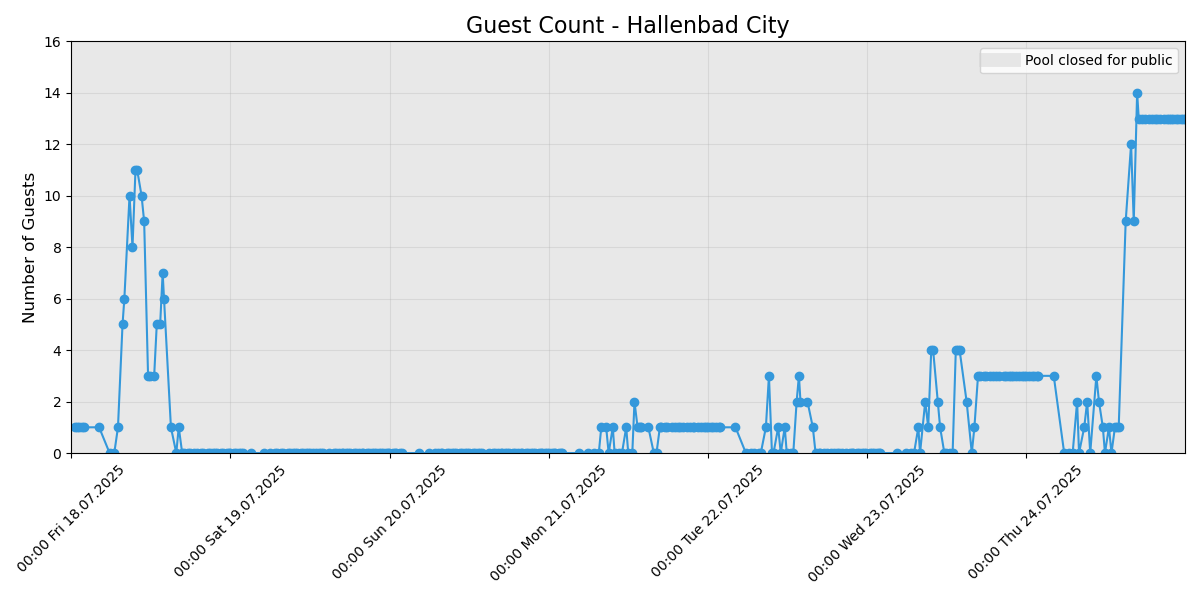 Guest Count - Hallenbad City
Pool closed for public
Number of Guests
16
14
12
10
8
6
4
2
0
00:00 Fri 18.07.2025
00:00 Sat 19.07.2025
00:00 Sun 20.07.2025
00:00 Mon 21.07.2025
00:00 Tue 22.07.2025
00:00 Wed 23.07.2025
00:00 Thu 24.07.2025